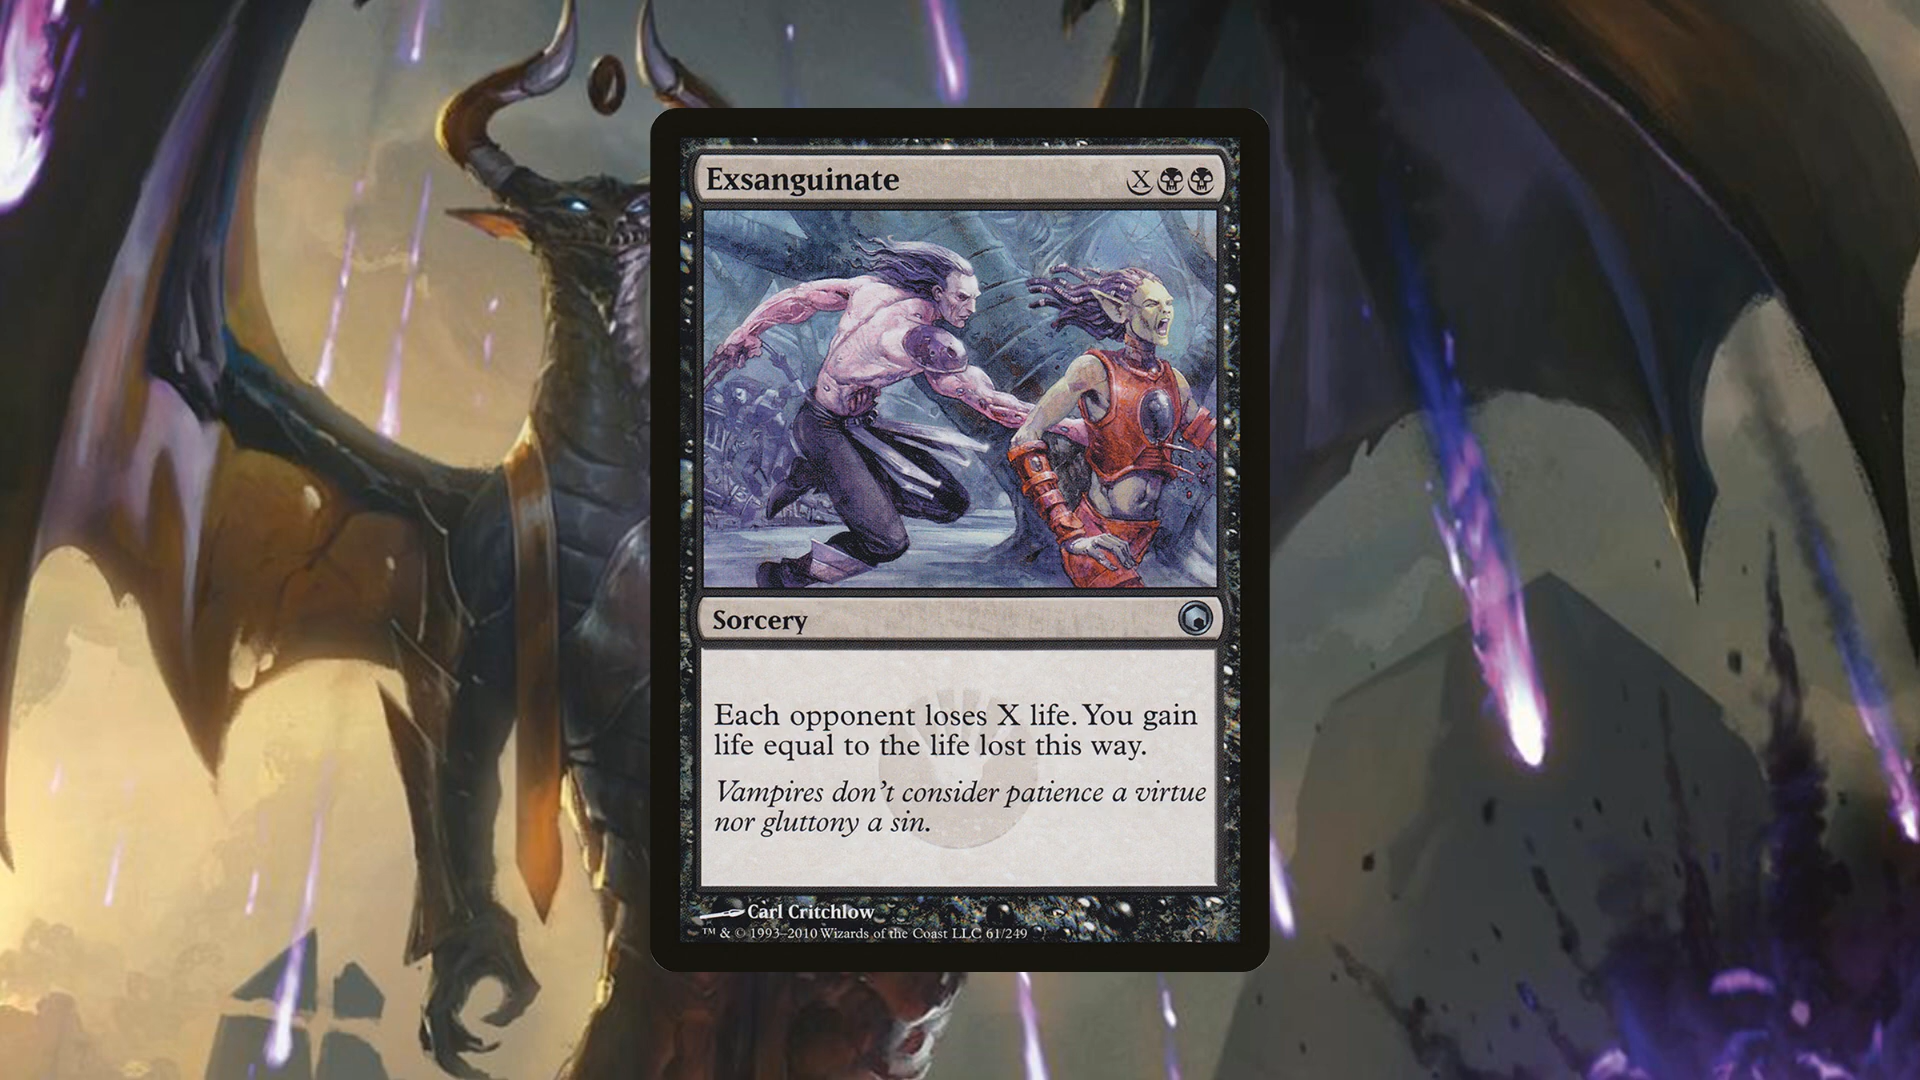 Exsanguinate X
Sorcery
Each opponent loses X life. You gain
life equal to the life lost this way.
Vampires don't consider patience a virtue
nor gluttony a sin.
Carl Critchlow
™ & © 1993–2010 Wizards of the Coast LLC 61/249